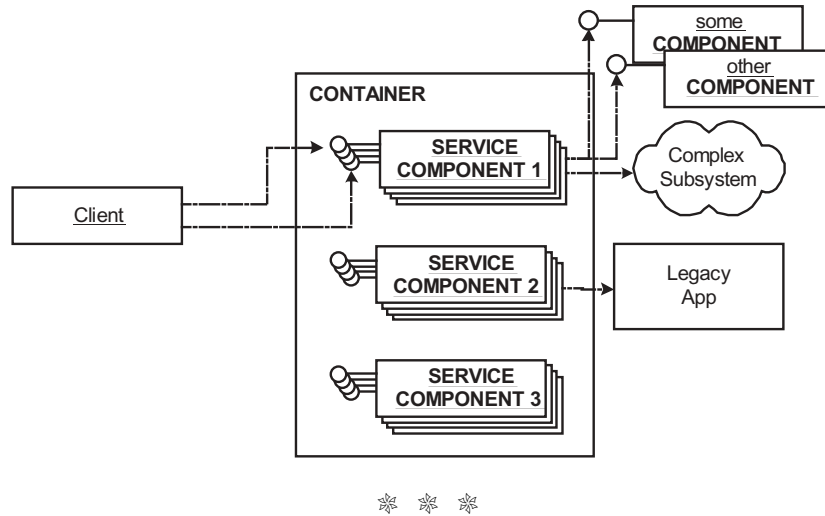 some
COMPONENT
other
COMPONENT
CONTAINER
SERVICE
COMPONENT 1
Complex
Subsystem
Client
SERVICE
COMPONENT 2
Legacy
App
SERVICE
COMPONENT 3